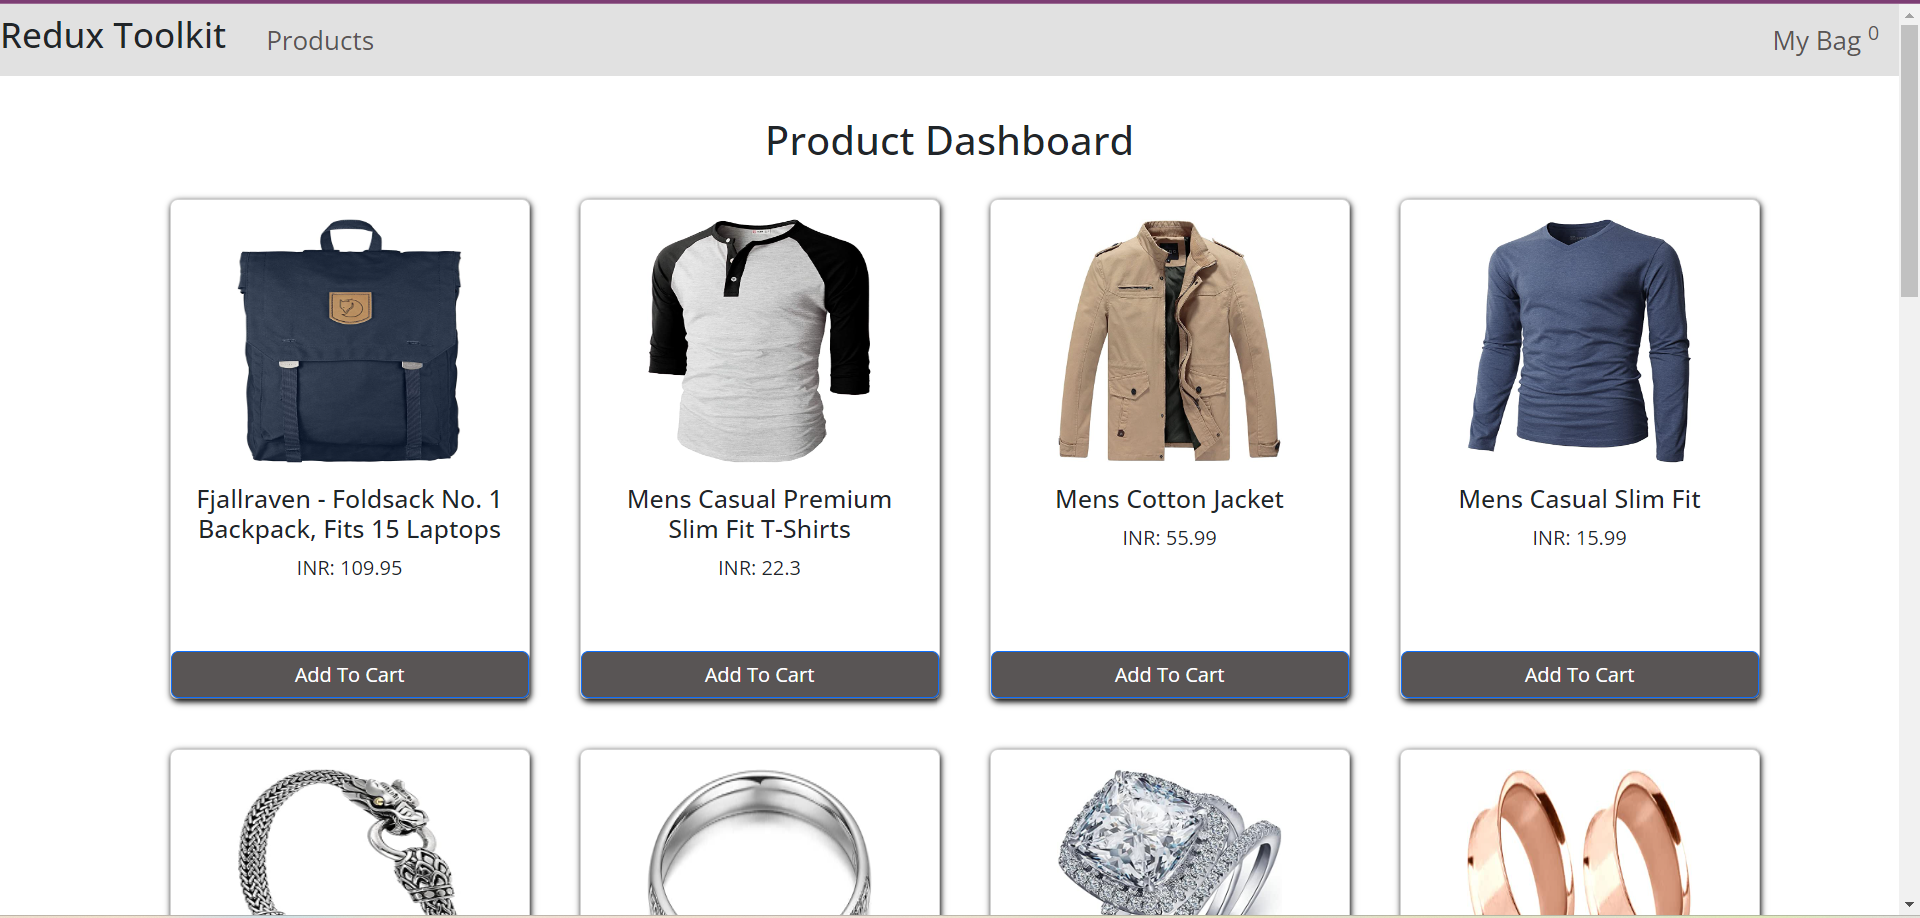 Redux Toolkit Products My Bag 0
Product Dashboard
Fjallraven - Foldsack No. 1
Backpack, Fits 15 Laptops
INR: 109.95
Add To Cart
Mens Casual Premium
Slim Fit T-Shirts
INR: 22.3
Add To Cart
Mens Cotton Jacket
INR: 55.99
Add To Cart
Mens Casual Slim Fit
INR: 15.99
Add To Cart